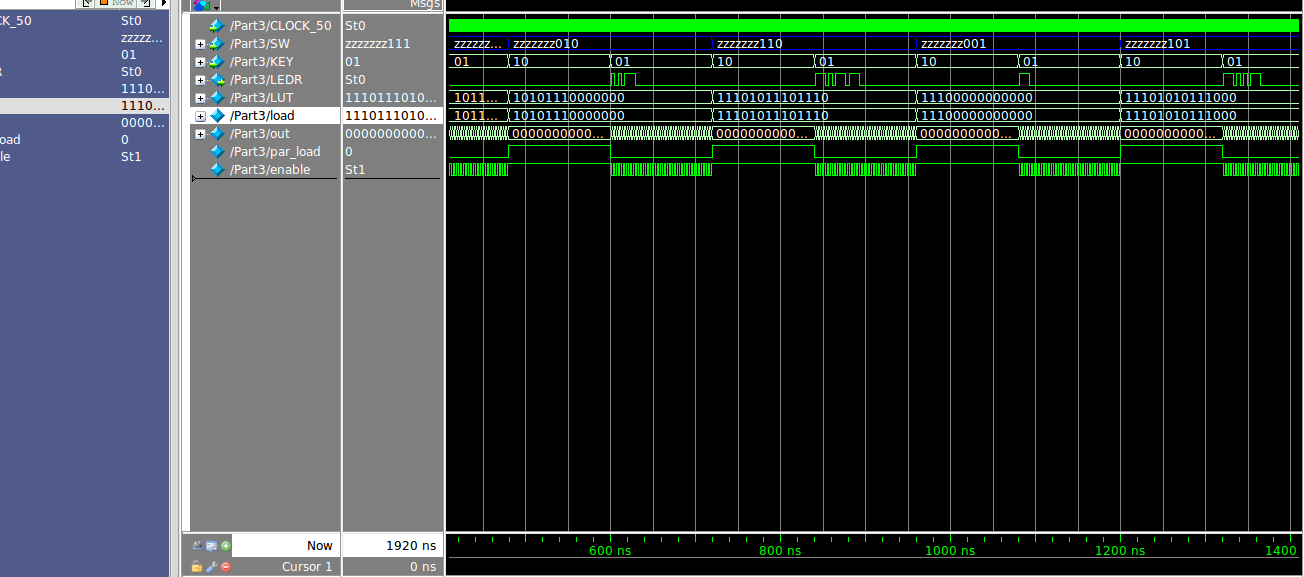 Now
Msgs
CK_50 St0
zzzzz...
01
R St0
1110...
1110...
0000...
oad 0
le St1
/Part3/CLOCK_50 St0
/Part3/SW zzzzzzz111 zzzzzz... zzzzzzz010 zzzzzzz110 zzzzzzz001 zzzzzzz101
/Part3/KEY 01 01 10 01 10 01 10 01 10 01
/Part3/LEDR St0
/Part3/LUT 1110111010... 1011... 10101110000000 11101011101110 11100000000000 11101010111000
/Part3/load 1110111010... 1011... 10101110000000 11101011101110 11100000000000 11101010111000
/Part3/out 0000000000... 0000000000... 0000000000... 0000000000... 0000000000...
/Part3/par_load 0
/Part3/enable St1
Now 1920 ns
600 ns 800 ns 1000 ns 1200 ns 1400
Cursor 1 0 ns